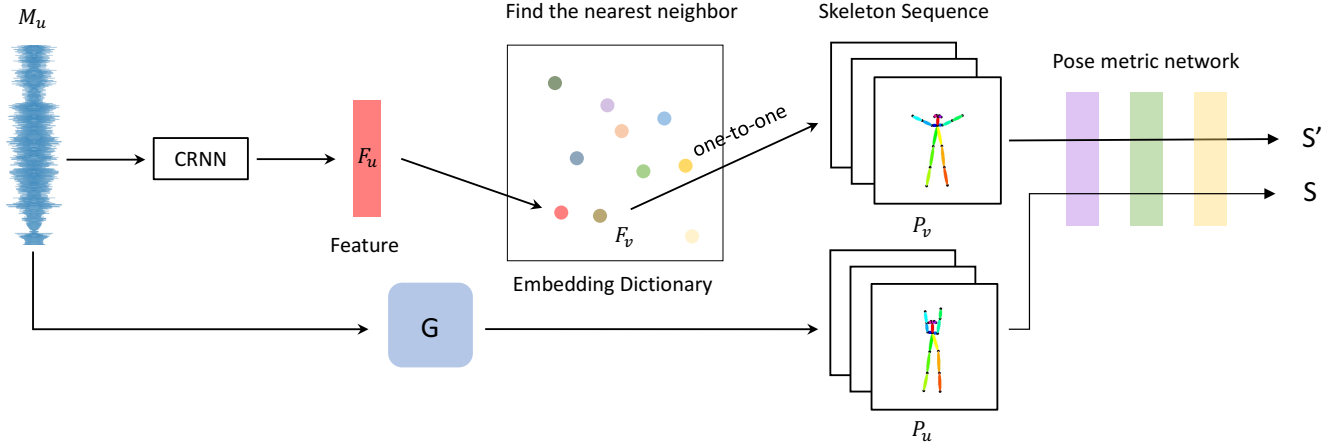 M_u
Find the nearest neighbor
Skeleton Sequence
Pose metric network
CRNN
F_u
one-to-one
S'
S
F_v
P_v
Feature
Embedding Dictionary
G
P_u